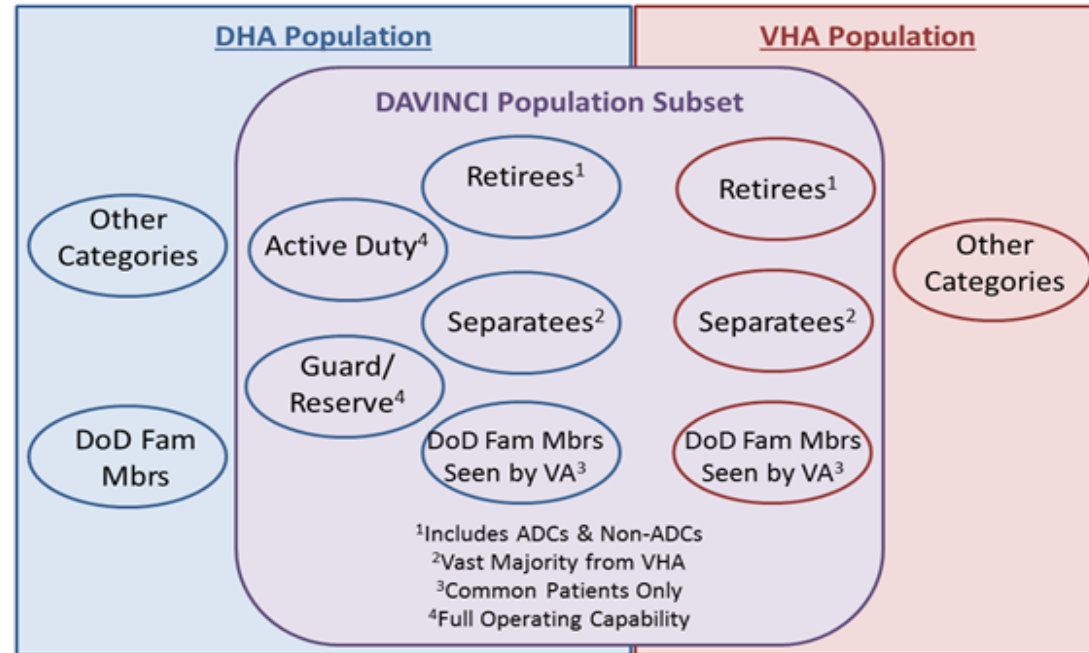 DHA Population
VHA Population
DAVINCI Population Subset
Other
Categories
DoD Fam
Mbrs
Active Duty⁴
Guard/
Reserve⁴
Retirees¹
Separatees²
DoD Fam Mbrs
Seen by VA³
Retirees¹
Separatees²
DoD Fam Mbrs
Seen by VA³
Other
Categories
¹Includes ADCs & Non-ADCs
²Vast Majority from VHA
³Common Patients Only
⁴Full Operating Capability